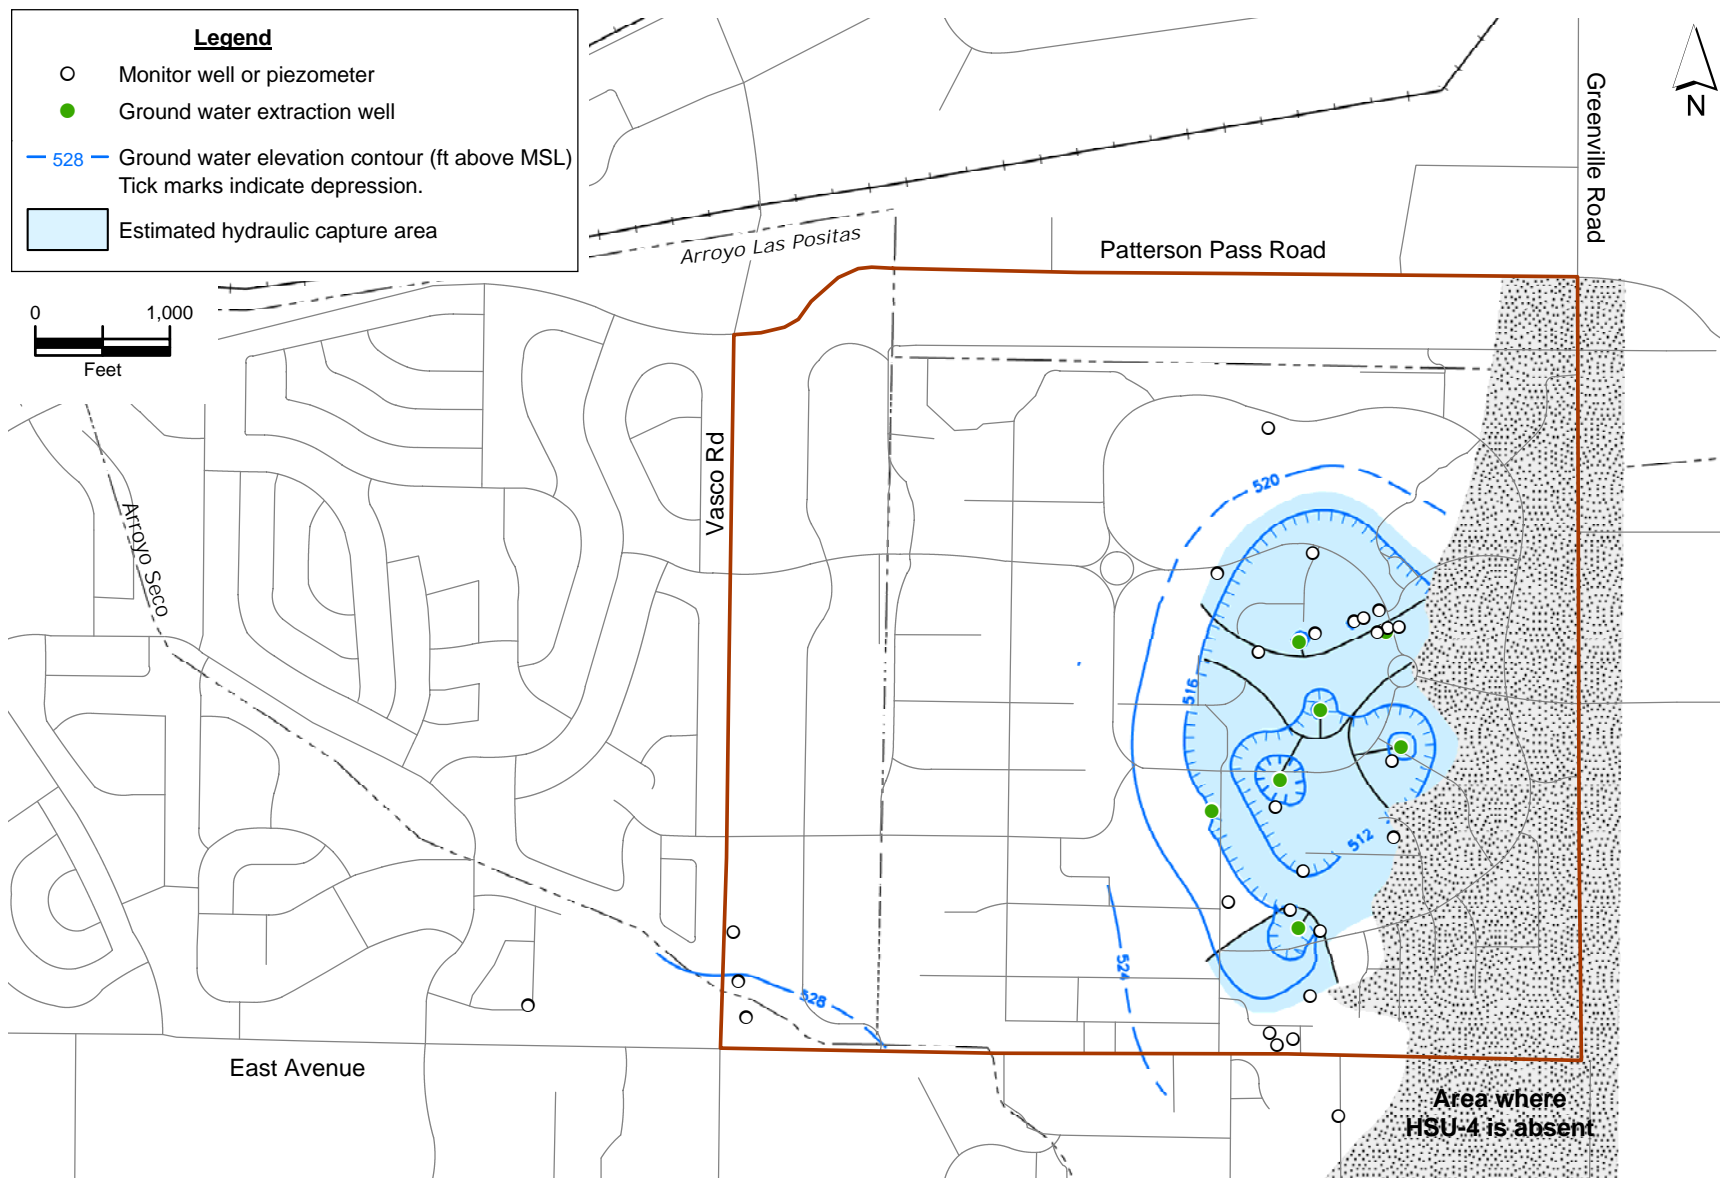 Legend
Monitor well or piezometer
Ground water extraction well
528 Ground water elevation contour (ft above MSL)
Tick marks indicate depression.
Estimated hydraulic capture area
0 1,000
Feet
N
Greenville Road
Arroyo Las Positas
Patterson Pass Road
Vasco Rd
Arroyo Seco
520
516
512
524
528
East Avenue
Area where
HSU-4 is absent